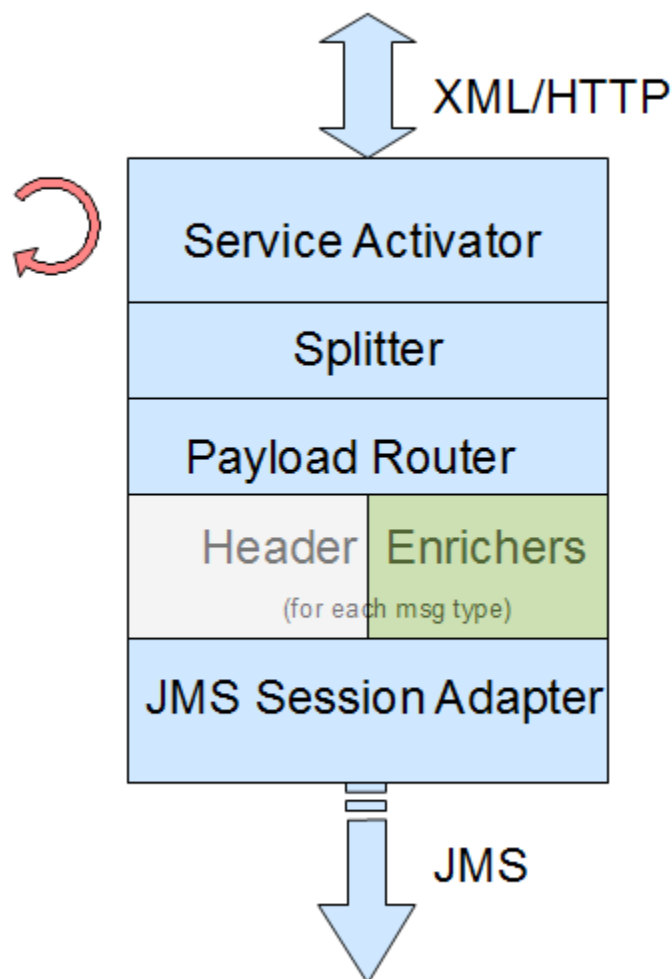 XML/HTTP
Service Activator
Splitter
Payload Router
Header Enrichers
(for each msg type)
JMS Session Adapter
JMS